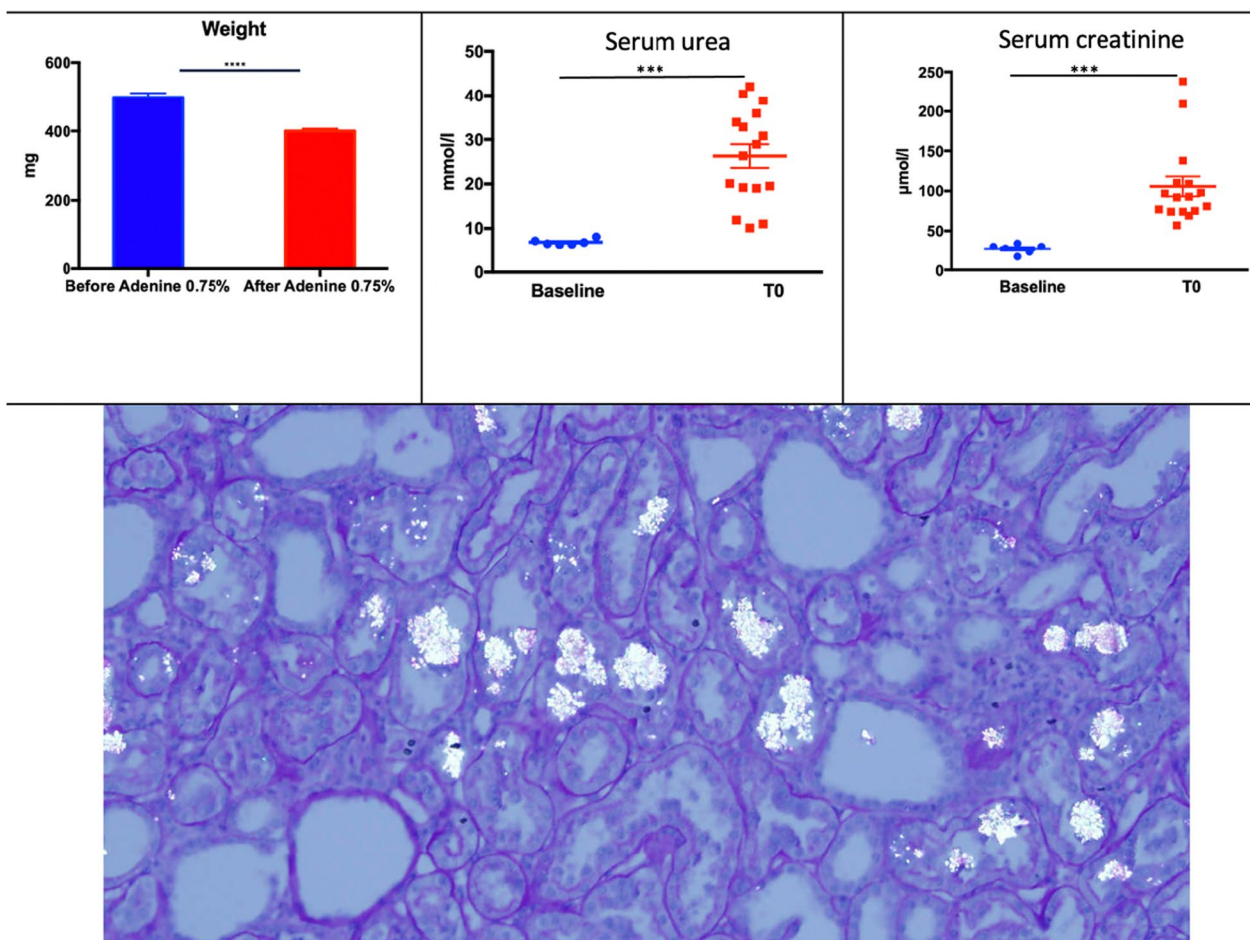 Weight
****
600
400
200
0
mg
Before Adenine 0.75%
After Adenine 0.75%
Serum urea
***
50
40
30
20
10
0
mmol/l
Baseline
T0
Serum creatinine
***
250
200
150
100
50
0
µmol/l
Baseline
T0